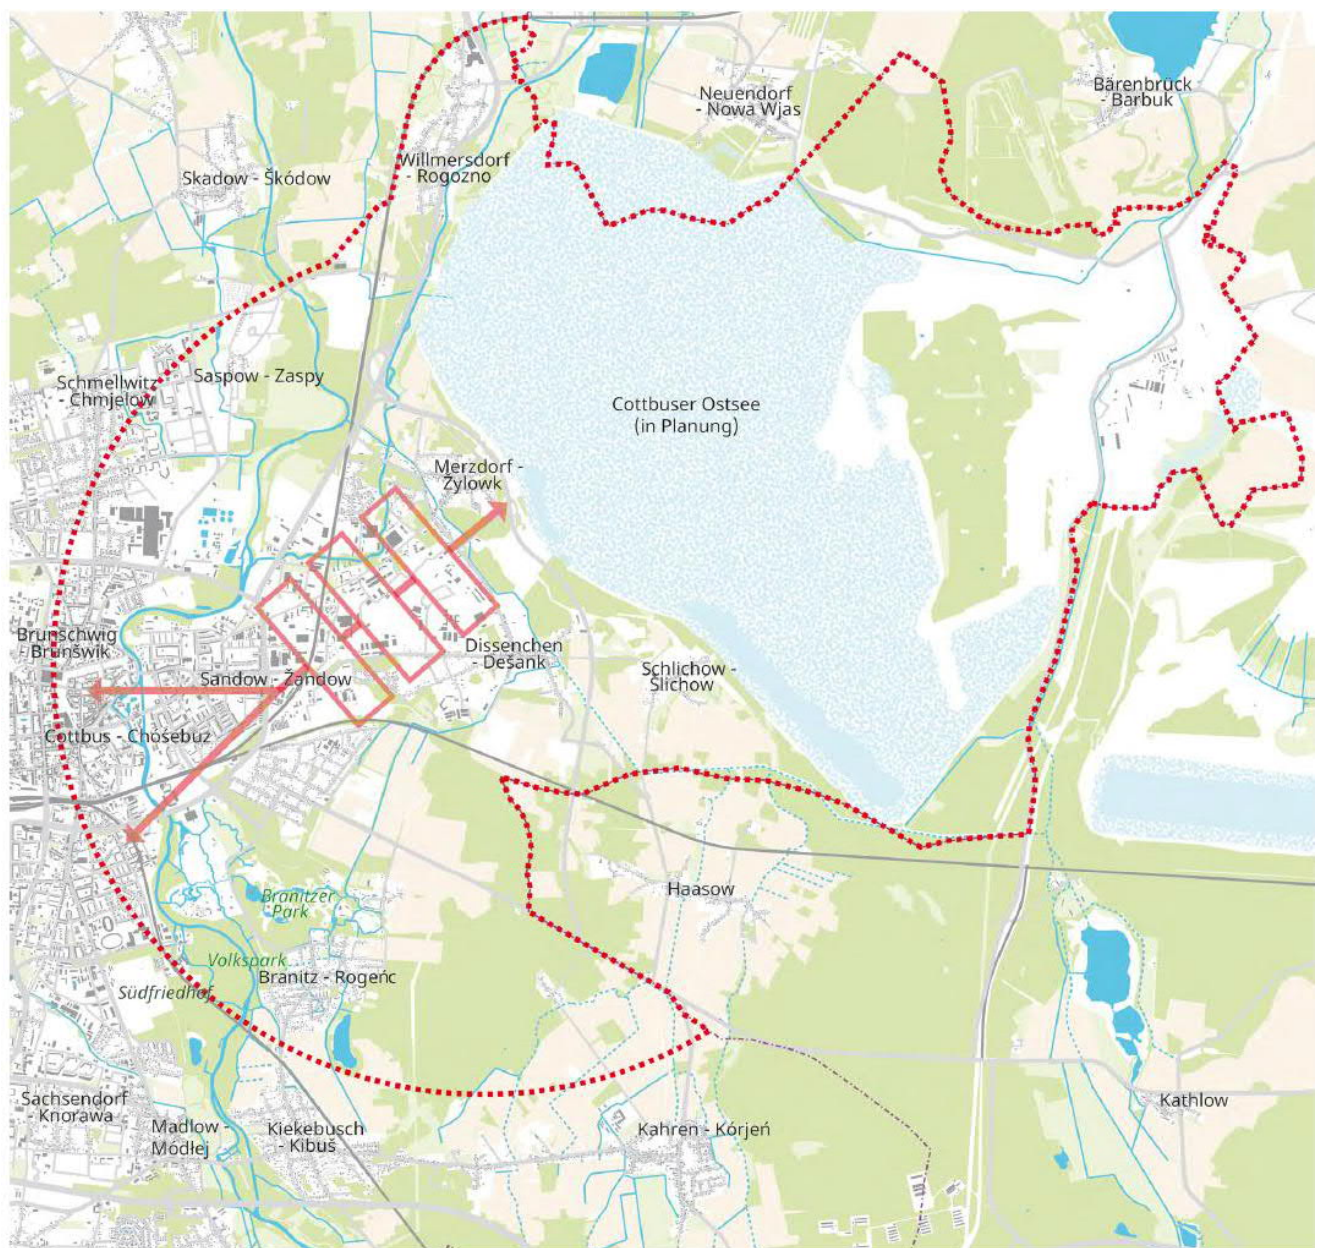 Bärenbrück
- Barbuk
Neuendorf
- Nowa Wjas
Willmersdorf
- Rogozno
Skadow - Škódow
Saspow - Zaspy
Schmellwitz
- Chmjelow
Cottbuser Ostsee
(in Planung)
Merzdorf -
Žylowk
Brunschwig
- Brunšwik
Dissenchen
- Dešank
Schlichow -
Šlichow
Sandow - Žandow
Cottbus - Chóśebuz
Haasow
Branitzer
Park
Volkspark
Branitz - Rogeńc
Südfriedhof
Sachsendorf
- Knorawa
Madlow -
Módłej
Kiekebusch
- Kibuš
Kahren - Kórjeń
Kathlow